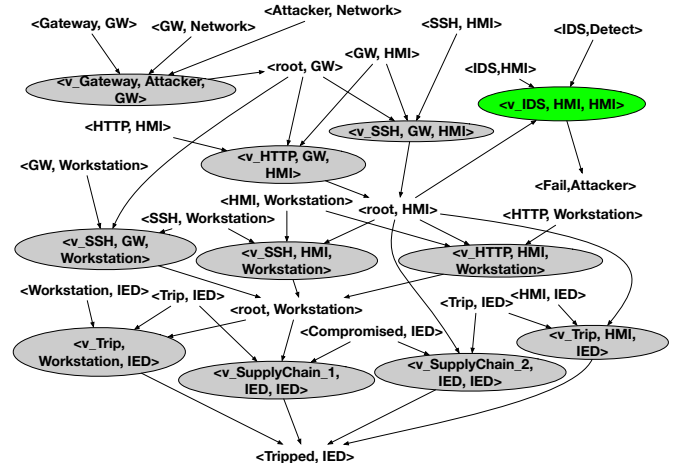 <Gateway, GW>
<GW, Network>
<Attacker, Network>
<SSH, HMI>
<IDS,Detect>
<v_Gateway, Attacker,
GW>
<root, GW>
<GW, HMI>
<IDS,HMI>
<v_IDS, HMI, HMI>
<HTTP, HMI>
<v_SSH, GW, HMI>
<GW, Workstation>
<v_HTTP, GW,
HMI>
<Fail,Attacker>
<SSH, Workstation>
<HMI, Workstation>
<root, HMI>
<HTTP, Workstation>
<v_SSH, GW,
Workstation>
<v_SSH, HMI,
Workstation>
<v_HTTP, HMI,
Workstation>
<Workstation, IED>
<Trip, IED>
<root, Workstation>
<Compromised, IED>
<Trip, IED>
<HMI, IED>
<v_Trip,
Workstation, IED>
<v_SupplyChain_1,
IED, IED>
<v_SupplyChain_2,
IED, IED>
<v_Trip, HMI,
IED>
<Tripped, IED>